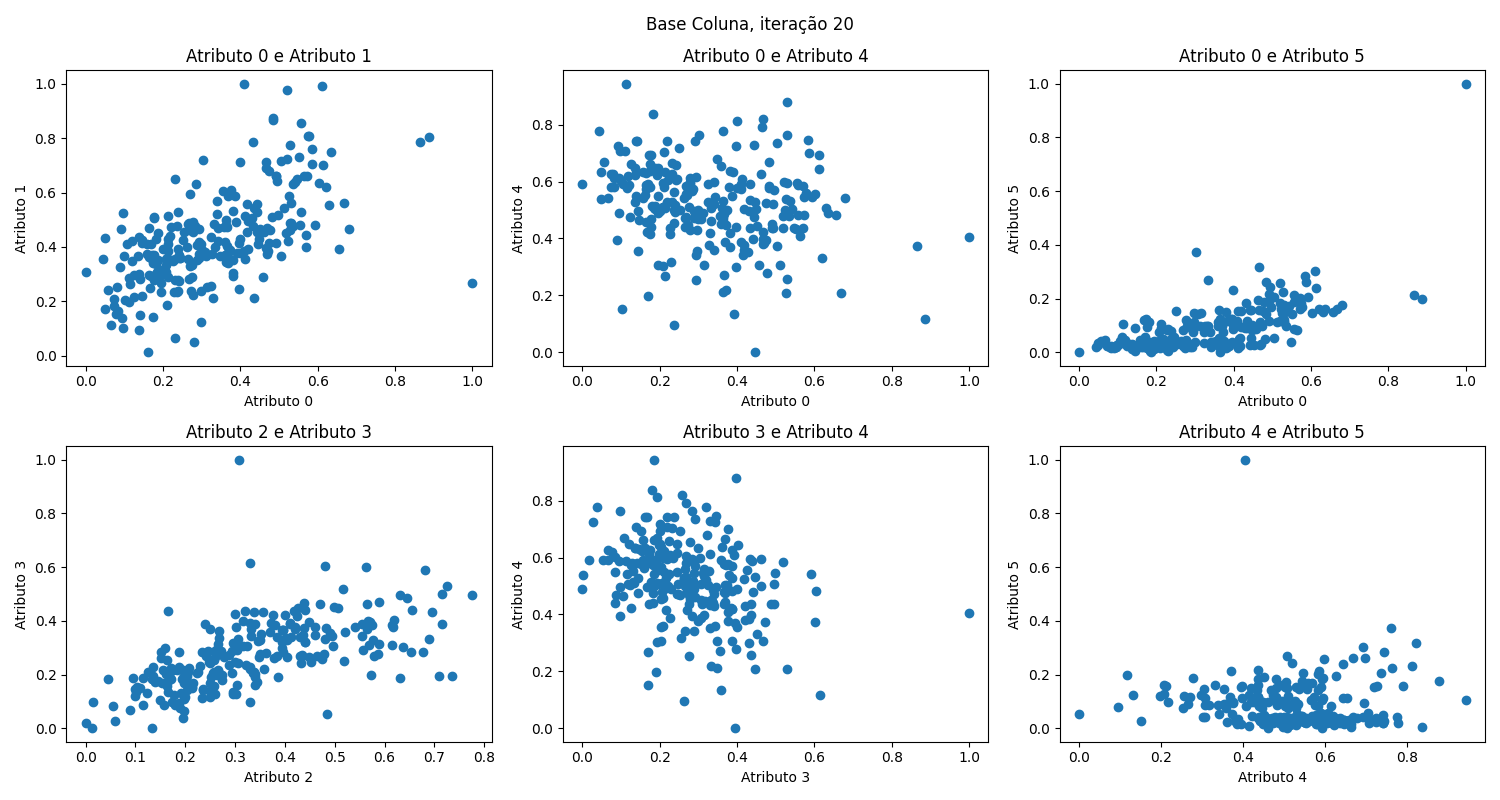 Base Coluna, iteração 20
Atributo 0 e Atributo 1
Atributo 1
1.0
0.8
0.6
0.4
0.2
0.0
0.0 0.2 0.4 0.6 0.8 1.0
Atributo 0
Atributo 0 e Atributo 4
Atributo 4
0.8
0.6
0.4
0.2
0.0
0.0 0.2 0.4 0.6 0.8 1.0
Atributo 0
Atributo 0 e Atributo 5
Atributo 5
1.0
0.8
0.6
0.4
0.2
0.0
0.0 0.2 0.4 0.6 0.8 1.0
Atributo 0
Atributo 2 e Atributo 3
Atributo 3
1.0
0.8
0.6
0.4
0.2
0.0
0.0 0.1 0.2 0.3 0.4 0.5 0.6 0.7 0.8
Atributo 2
Atributo 3 e Atributo 4
Atributo 4
0.8
0.6
0.4
0.2
0.0
0.0 0.2 0.4 0.6 0.8 1.0
Atributo 3
Atributo 4 e Atributo 5
Atributo 5
1.0
0.8
0.6
0.4
0.2
0.0
0.0 0.2 0.4 0.6 0.8
Atributo 4